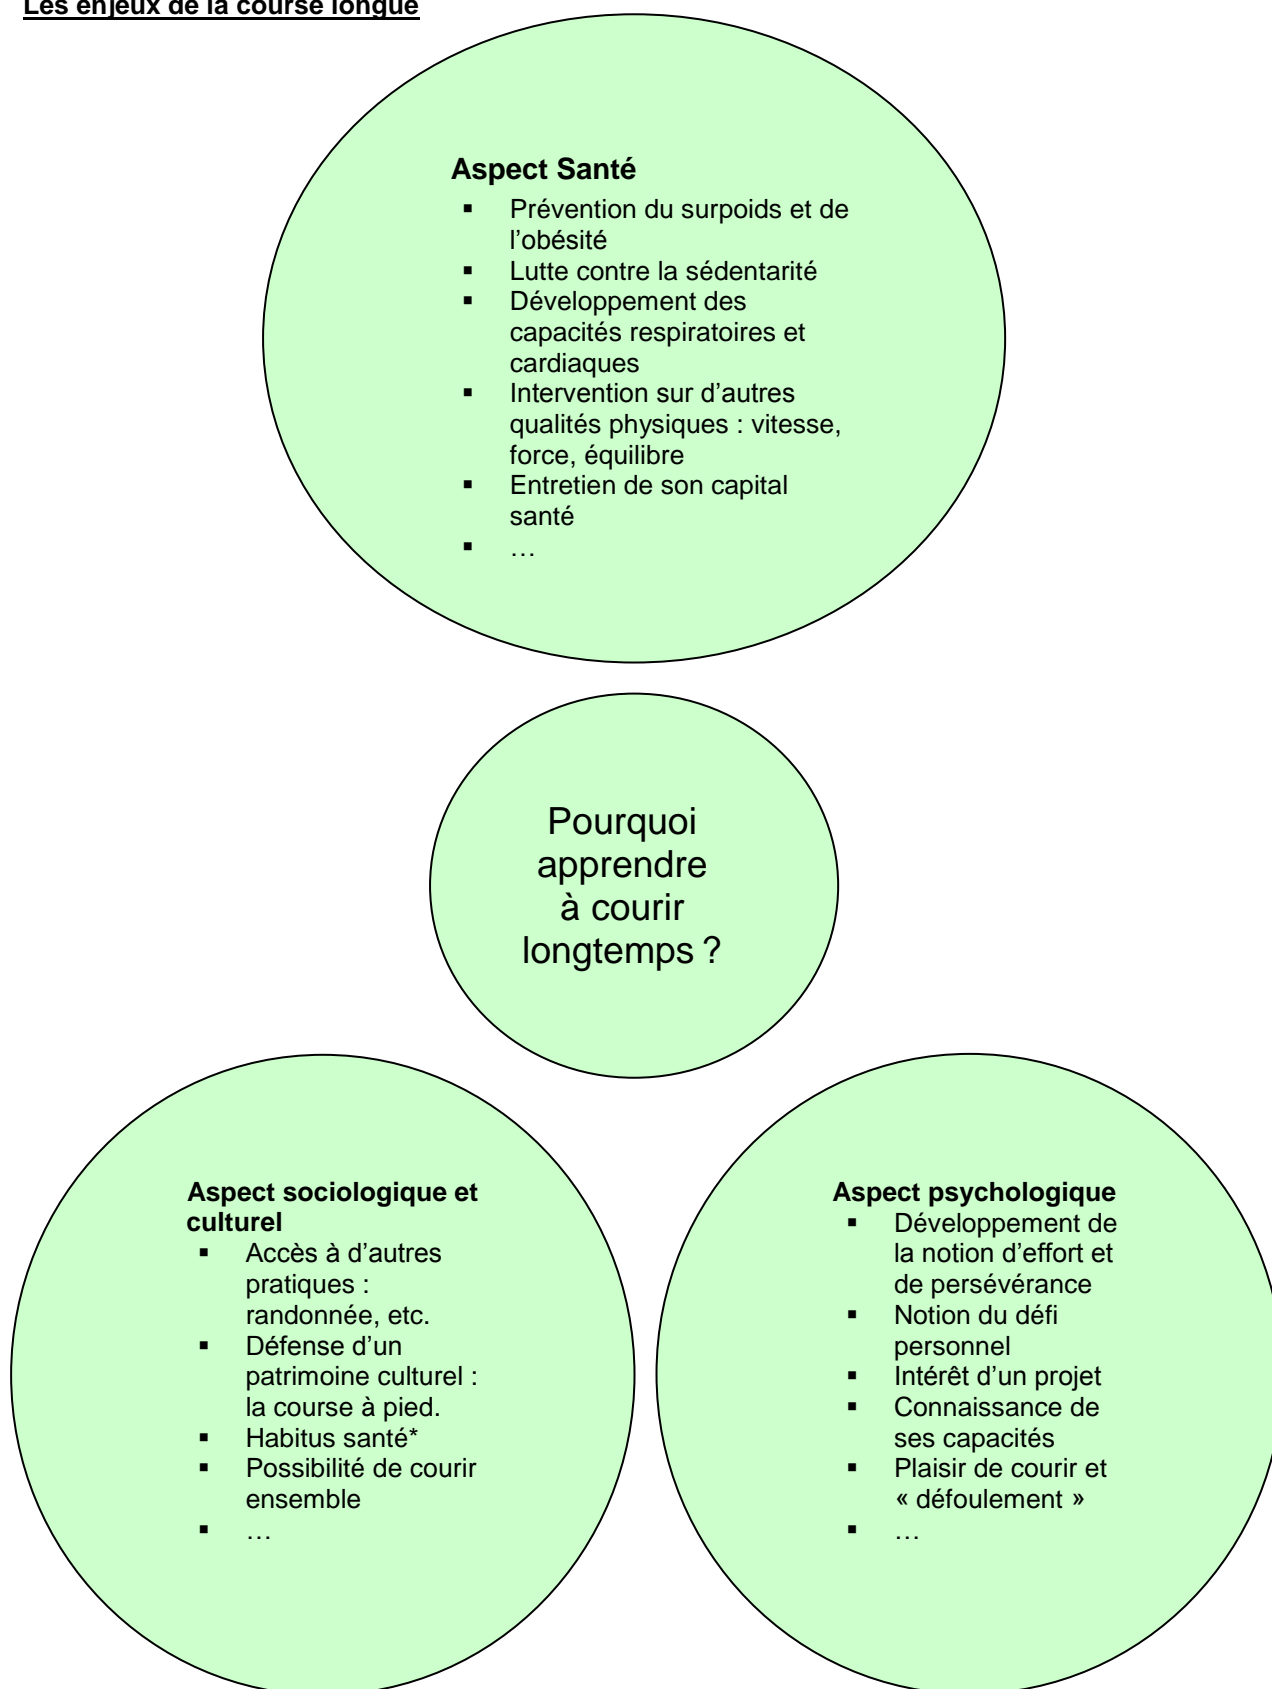 Les enjeux de la course longue
Aspect Santé
▪ Prévention du surpoids et de
l'obésité
▪ Lutte contre la sédentarité
▪ Développement des
capacités respiratoires et
cardiaques
▪ Intervention sur d'autres
qualités physiques : vitesse,
force, équilibre
▪ Entretien de son capital
santé
▪ …
Pourquoi
apprendre
à courir
longtemps ?
Aspect sociologique et
culturel
▪ Accès à d'autres
pratiques :
randonnée, etc.
▪ Défense d'un
patrimoine culturel :
la course à pied.
▪ Habitus santé*
▪ Possibilité de courir
ensemble
▪ …
Aspect psychologique
▪ Développement de
la notion d'effort et
de persévérance
▪ Notion du défi
personnel
▪ Intérêt d'un projet
▪ Connaissance de
ses capacités
▪ Plaisir de courir et
« défoulement »
▪ …